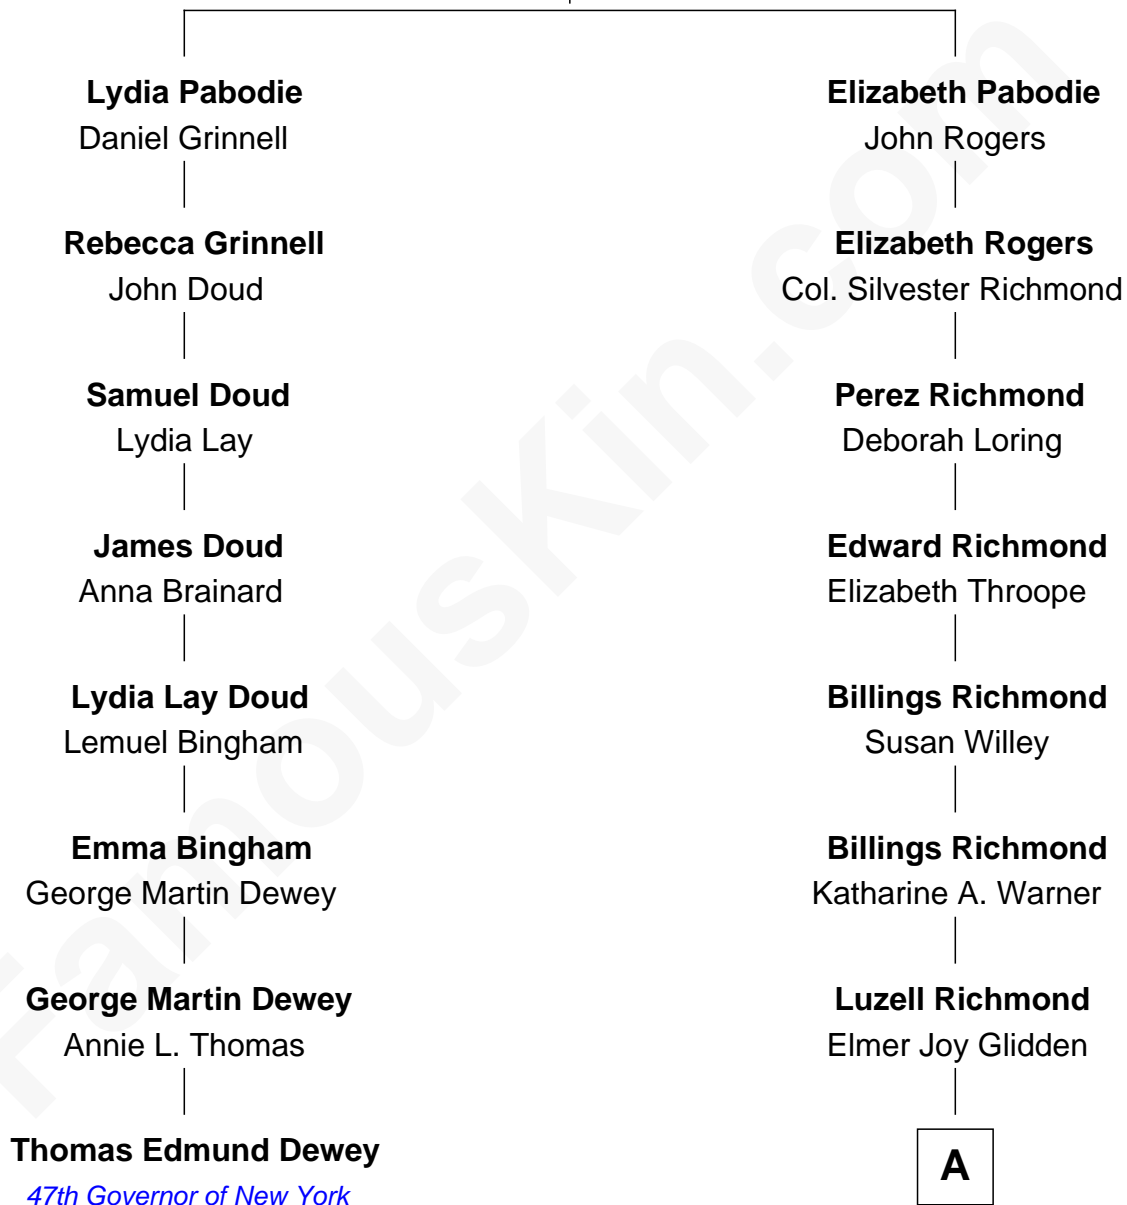 Lydia Pabodie
Daniel Grinnell
Elizabeth Pabodie
John Rogers
Rebecca Grinnell
John Doud
Elizabeth Rogers
Col. Silvester Richmond
Samuel Doud
Lydia Lay
Perez Richmond
Deborah Loring
James Doud
Anna Brainard
Edward Richmond
Elizabeth Throope
Lydia Lay Doud
Lemuel Bingham
Billings Richmond
Susan Willey
Emma Bingham
George Martin Dewey
Billings Richmond
Katharine A. Warner
George Martin Dewey
Annie L. Thomas
Luzell Richmond
Elmer Joy Glidden
Thomas Edmund Dewey
47th Governor of New York
A
FamousKin.com